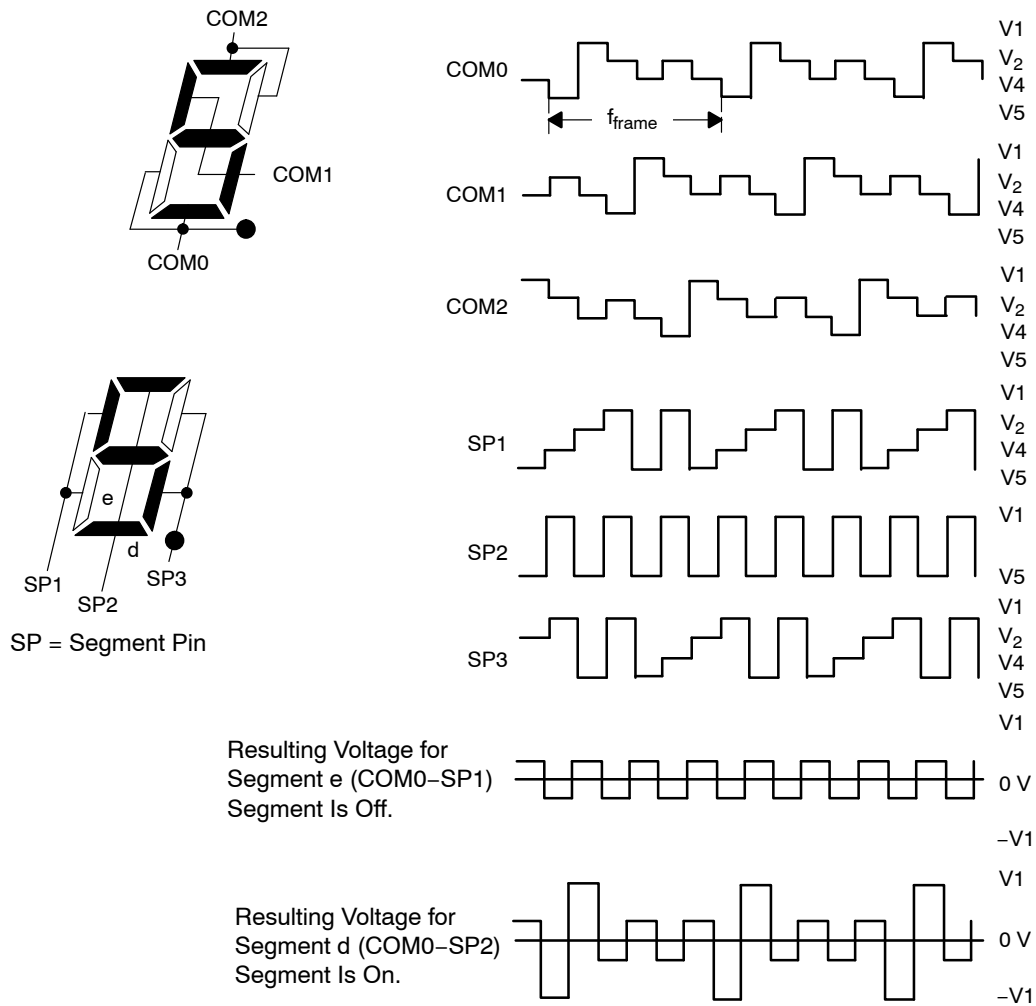 COM2
COM1
COM0
e
d
SP1
SP2
SP3
SP = Segment Pin
COM0
f_frame
V1
V2
V4
V5
COM1
V1
V2
V4
V5
COM2
V1
V2
V4
V5
SP1
V1
V2
V4
V5
SP2
V1
V5
SP3
V1
V2
V4
V5
Resulting Voltage for
Segment e (COM0−SP1)
Segment Is Off.
V1
0 V
−V1
Resulting Voltage for
Segment d (COM0−SP2)
Segment Is On.
V1
0 V
−V1